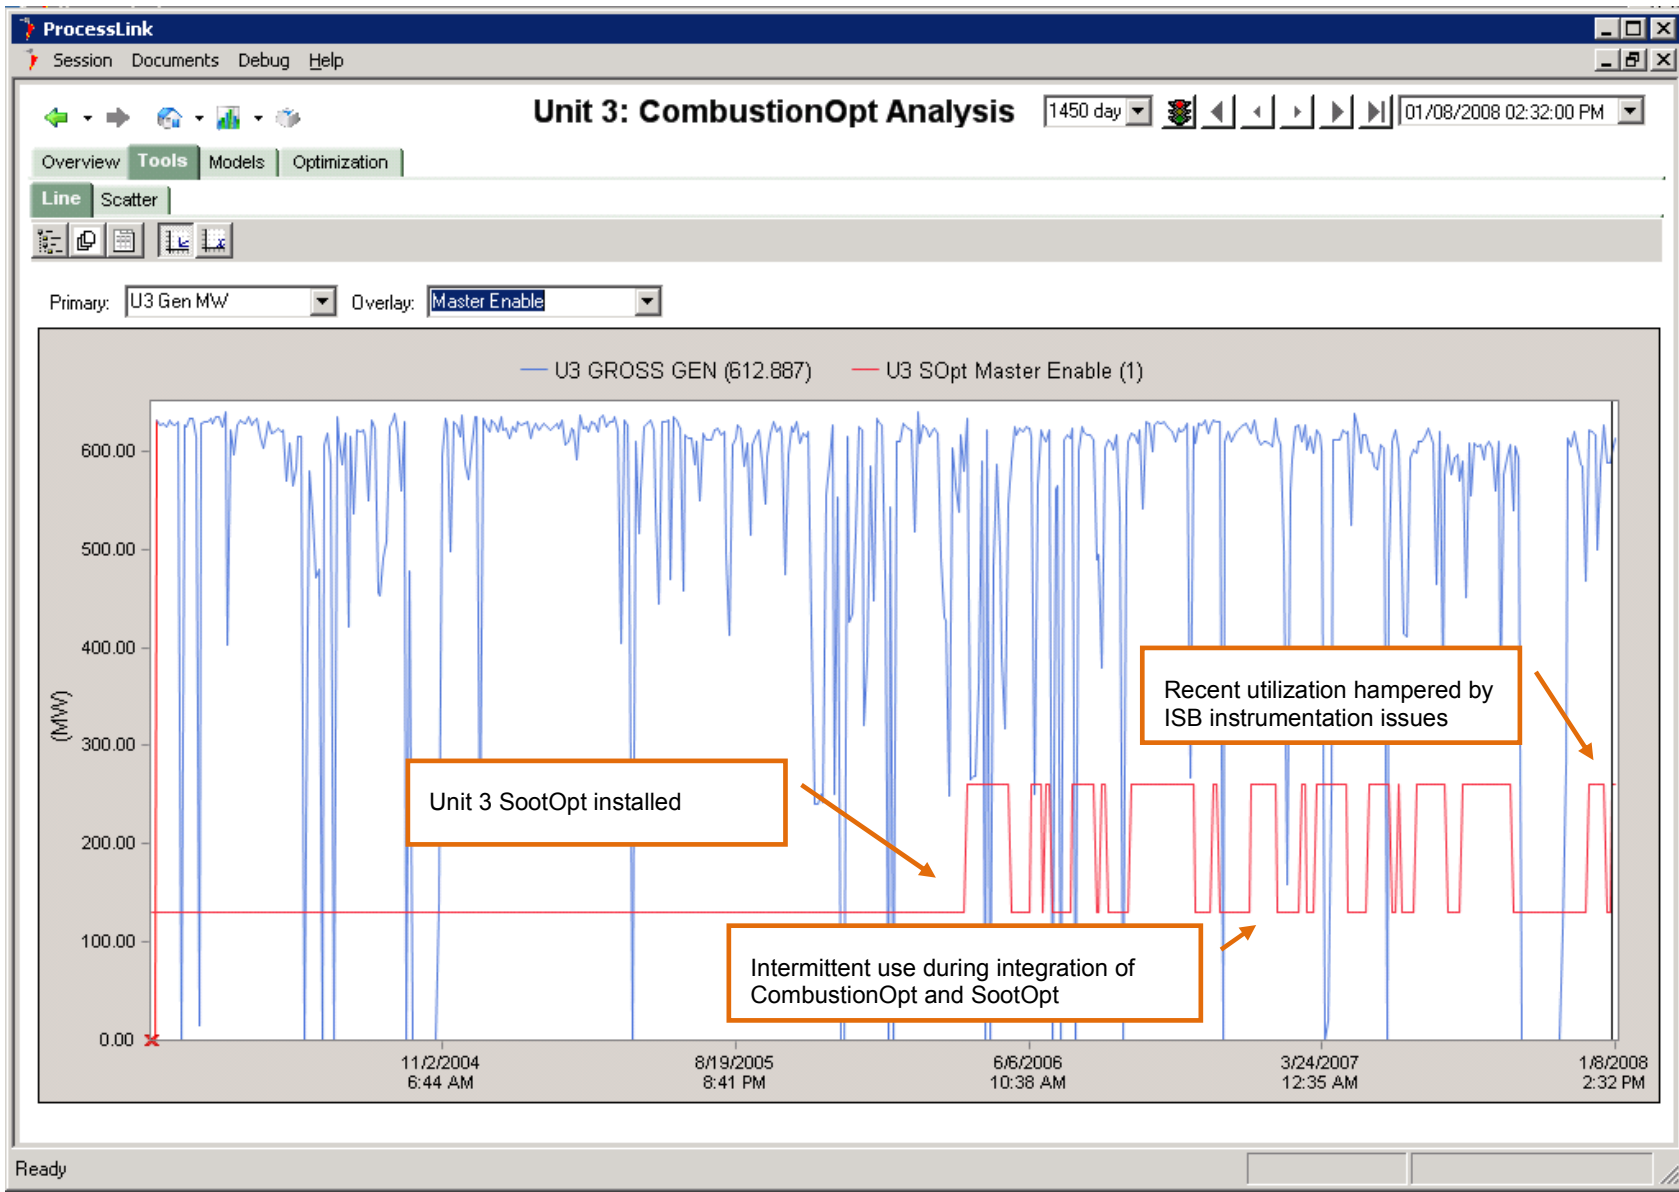 ProcessLink
Session Documents Debug Help
Unit 3: CombustionOpt Analysis
1450 day
01/08/2008 02:32:00 PM
Overview Tools Models Optimization
Line Scatter
Primary: U3 Gen MW Overlay: Master Enable
U3 GROSS GEN (612.887) U3 SOpt Master Enable (1)
600.00
500.00
400.00
300.00
200.00
100.00
0.00
(MW)
Recent utilization hampered by
ISB instrumentation issues
Unit 3 SootOpt installed
Intermittent use during integration of
CombustionOpt and SootOpt
11/2/2004
6:44 AM
8/19/2005
8:41 PM
6/6/2006
10:38 AM
3/24/2007
12:35 AM
1/8/2008
2:32 PM
Ready